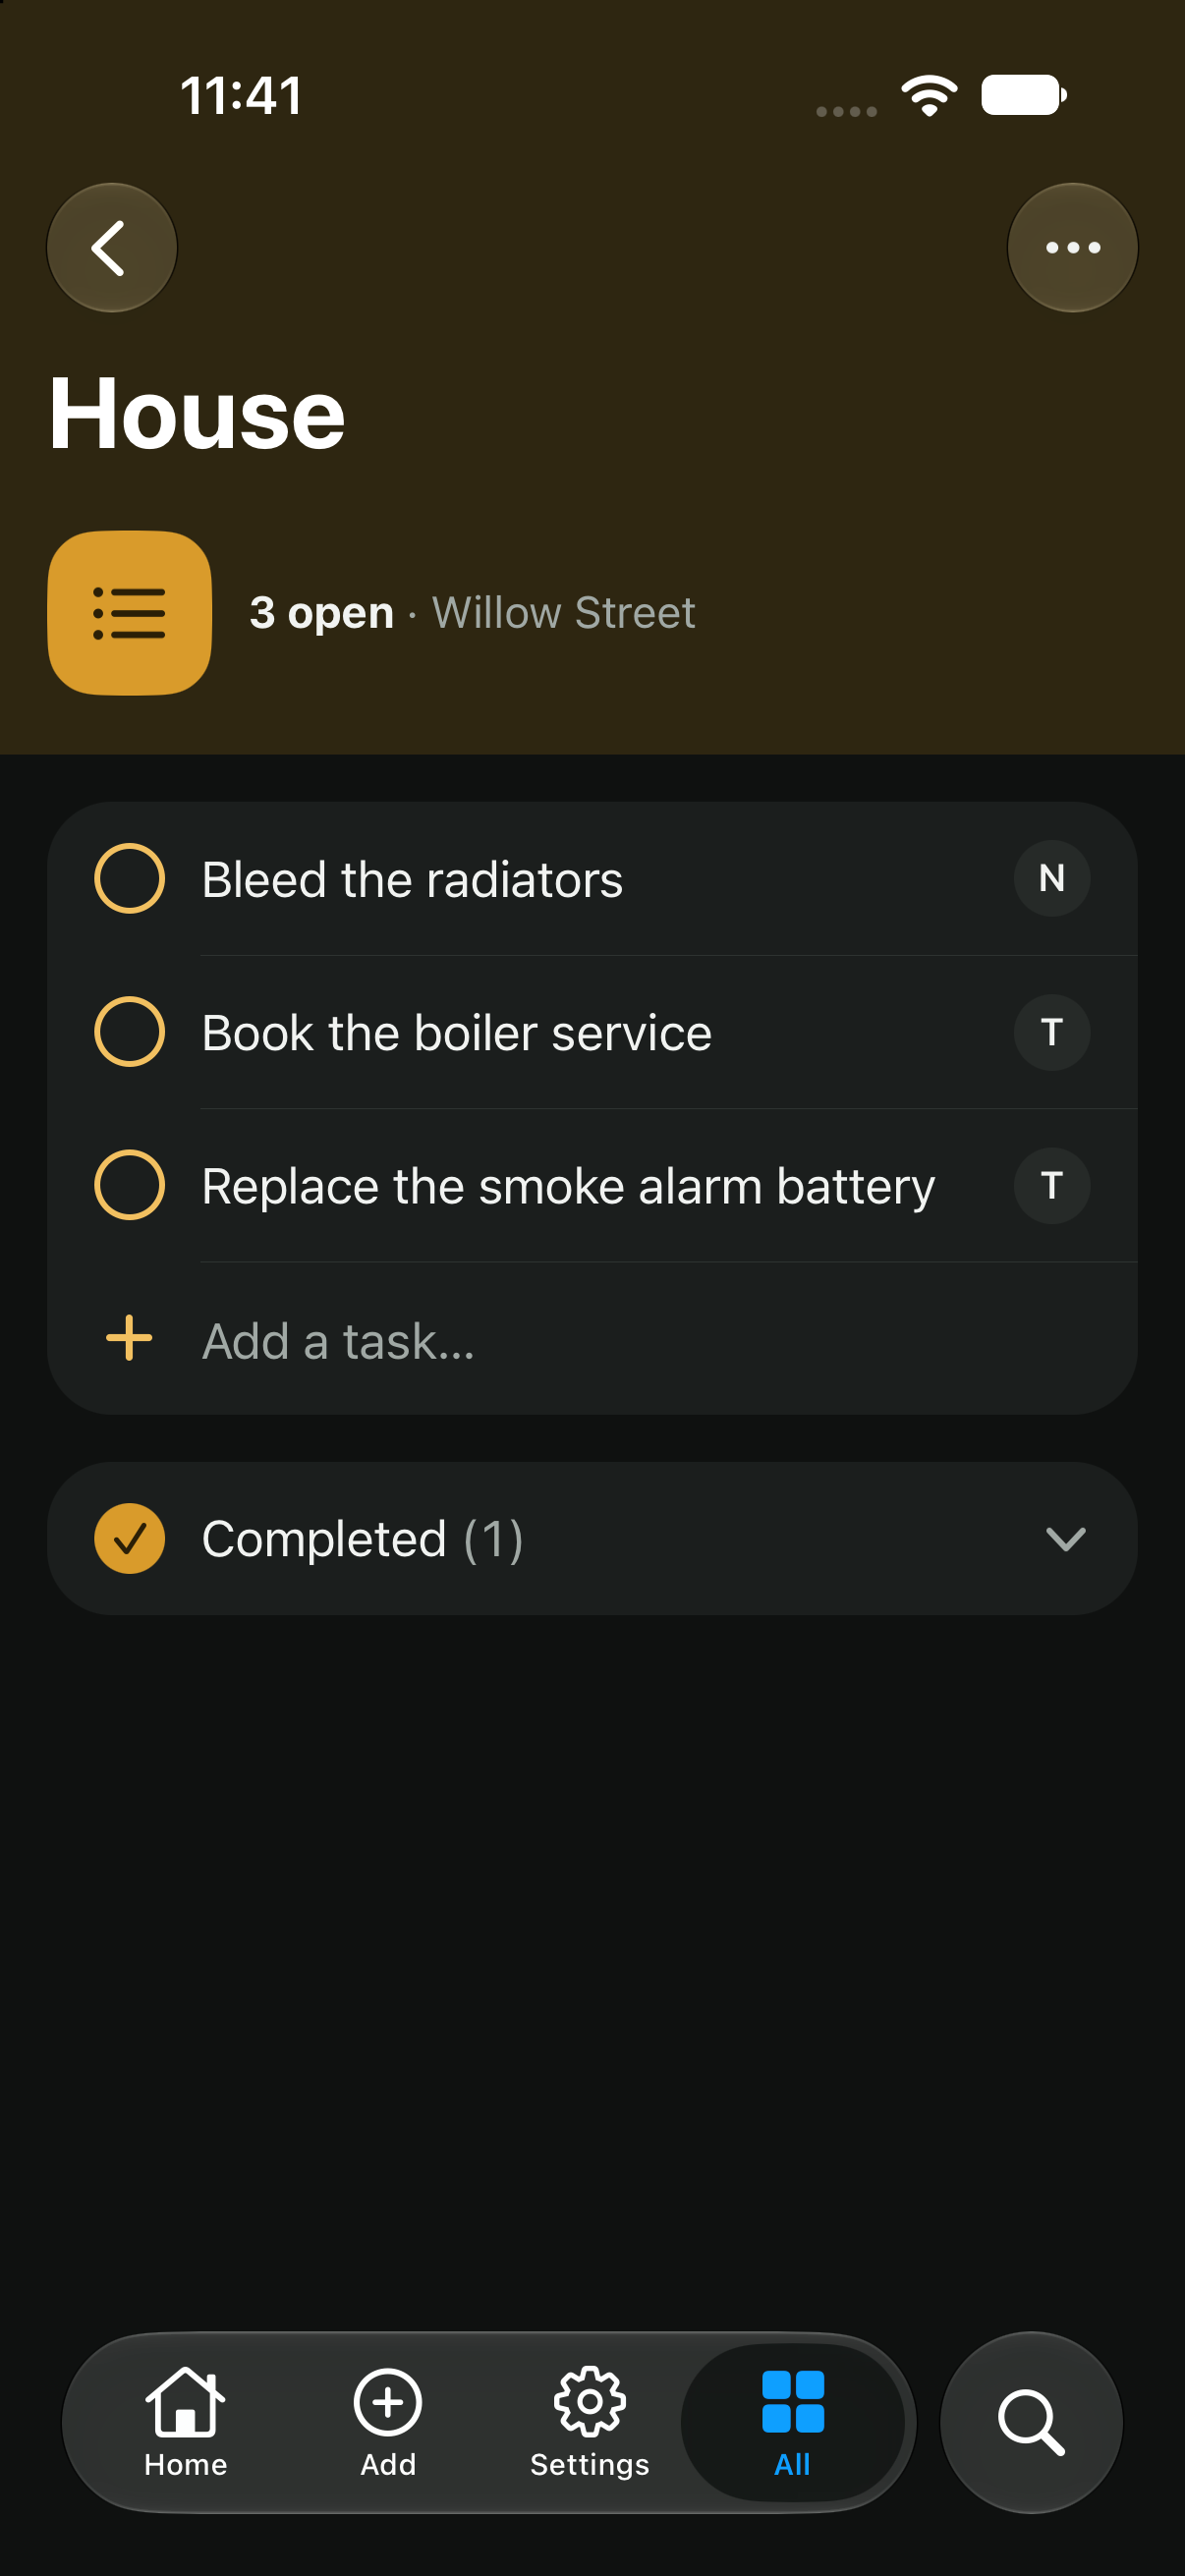 11:41
House
3 open · Willow Street
Bleed the radiators N
Book the boiler service T
Replace the smoke alarm battery T
Add a task...
Completed (1)
Home Add Settings All